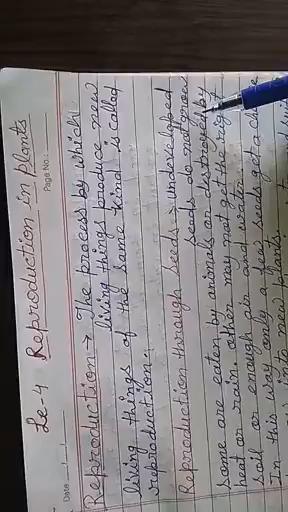 Le-4 Reproduction in plants
Page No:
Date
Reproduction → The process by which
living things produce new
living things of the same kind is called
reproduction.
Reproduction through seeds → undeveloped
seeds do not grow
some are eaten by animals or destroyed by
heat or rain. other may not get the right
soil or enough air and water.
In this way only a few seeds get a
into new plants.